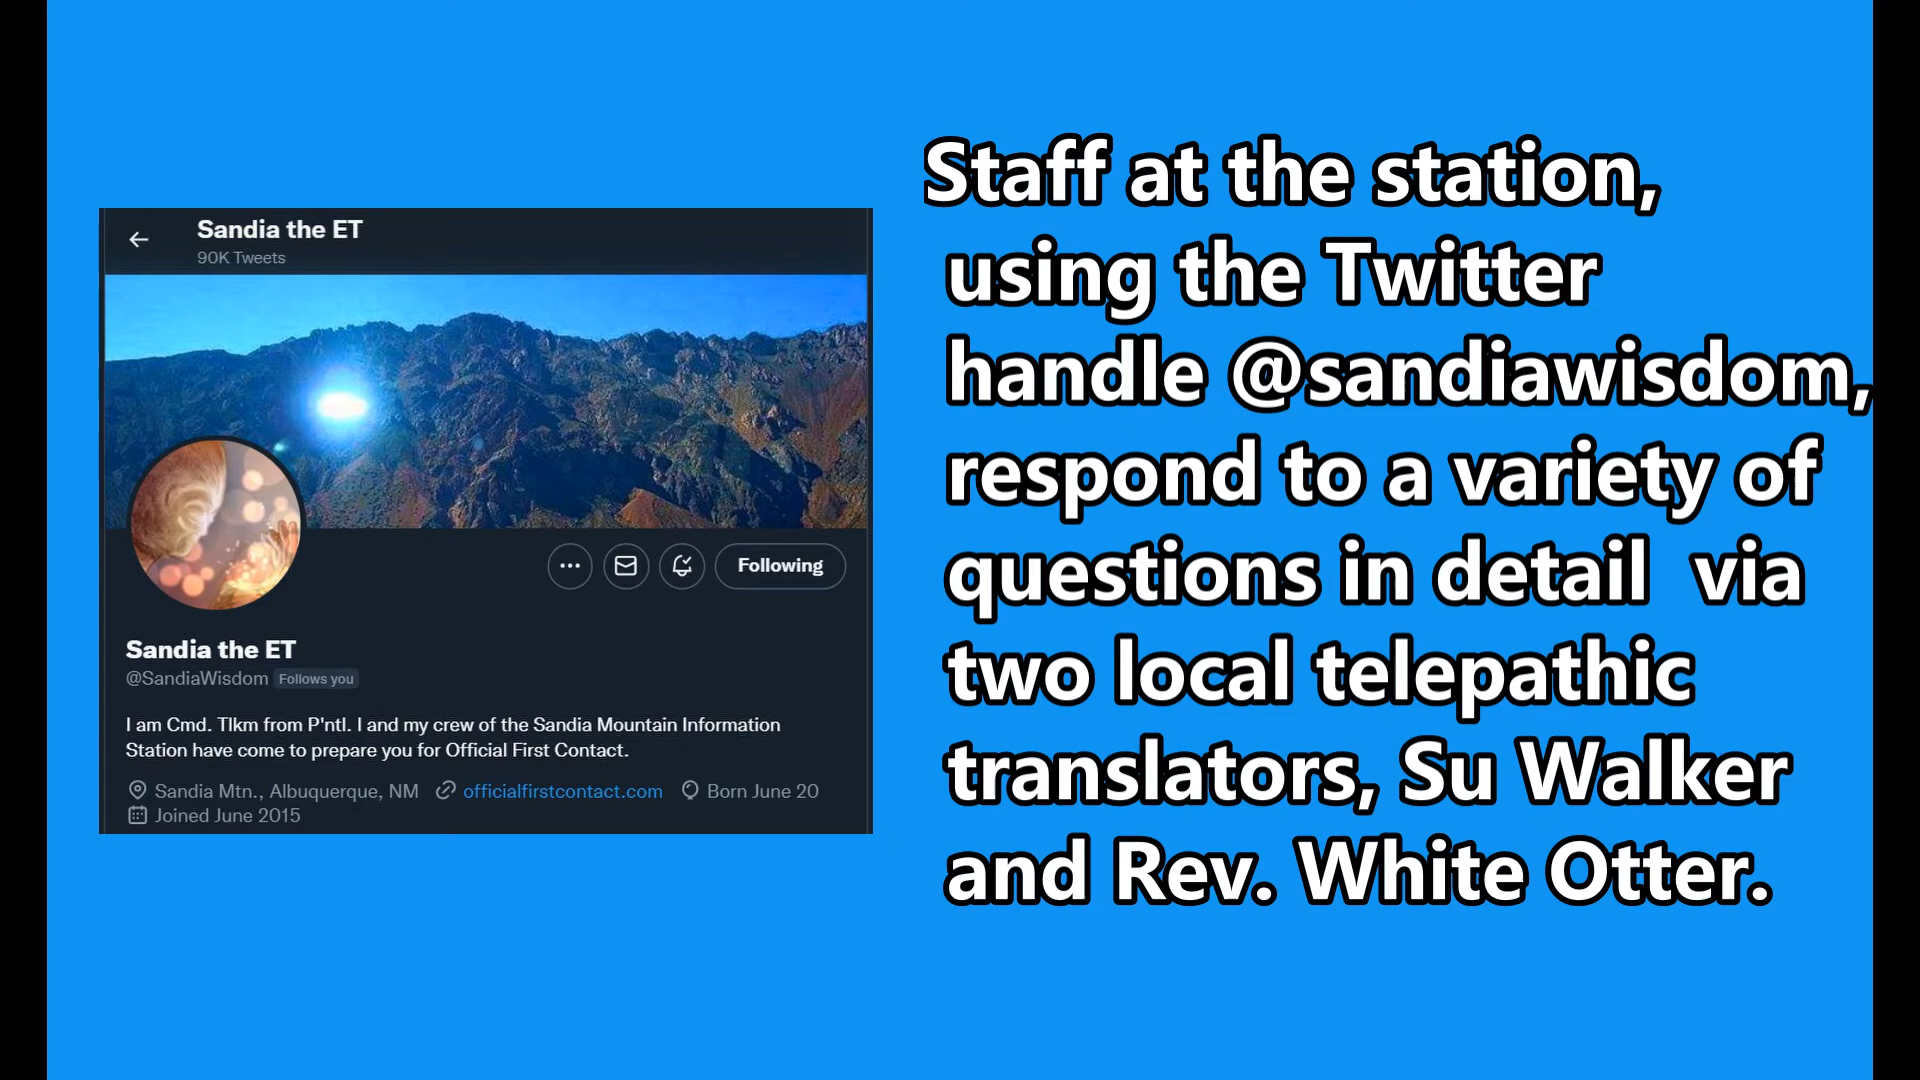 Sandia the ET
90K Tweets
Following
Sandia the ET
@SandiaWisdom Follows you
I am Cmd. Tlkm from P'ntl. I and my crew of the Sandia Mountain Information
Station have come to prepare you for Official First Contact.
Sandia Mtn., Albuquerque, NM officialfirstcontact.com Born June 20
Joined June 2015
Staff at the station,
using the Twitter
handle @sandiawisdom,
respond to a variety of
questions in detail via
two local telepathic
translators, Su Walker
and Rev. White Otter.